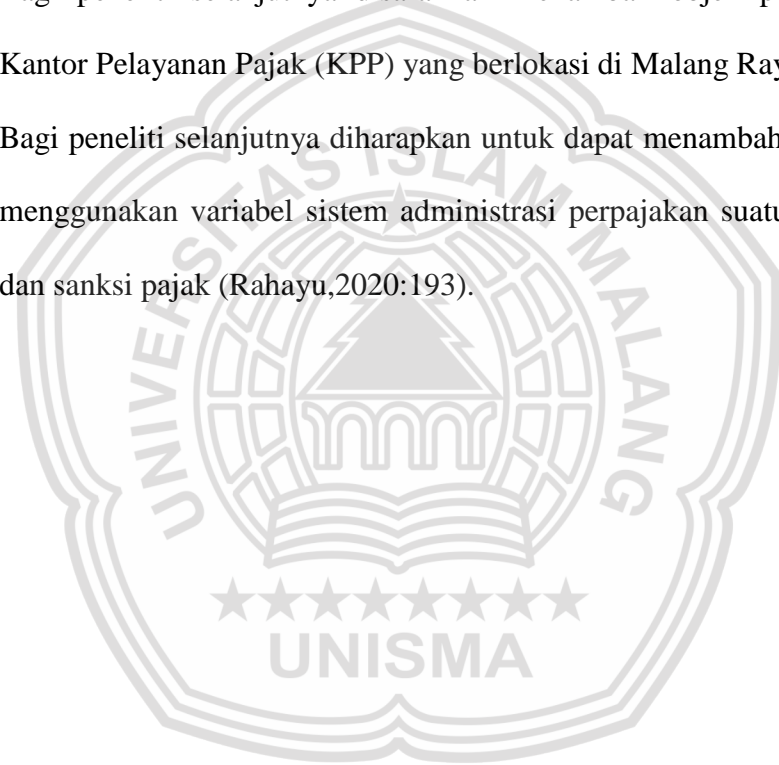 Kantor Pelayanan Pajak (KPP) yang berlokasi di Malang
Bagi peneliti selanjutnya diharapkan untuk dapat menambah
menggunakan variabel sistem administrasi perpajakan suatu
dan sanksi pajak (Rahayu,2020:193).
UNIVERSITAS ISLAM MALANG
UNISMA